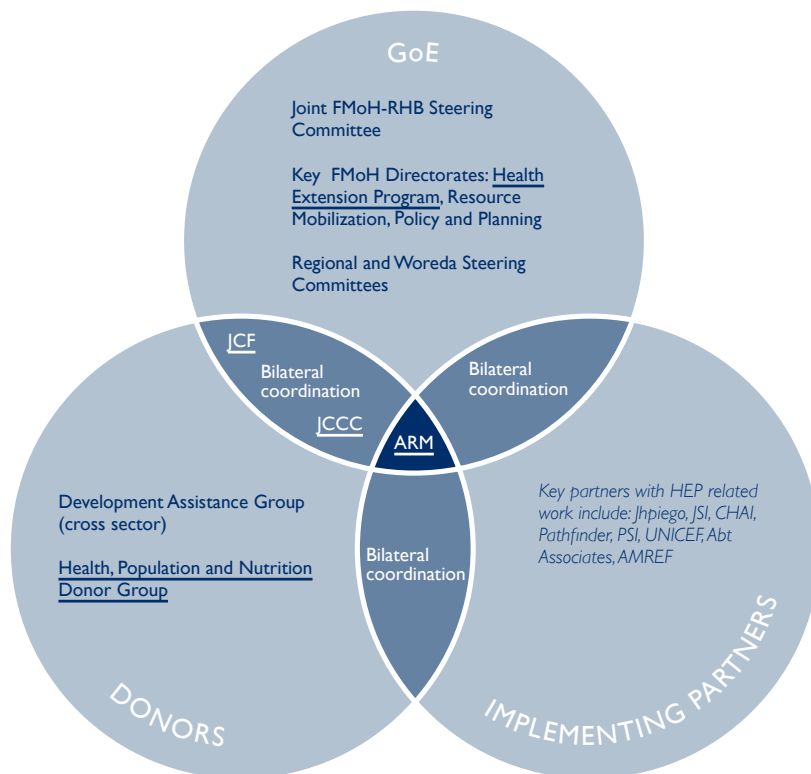 GoE
Joint FMoH-RHB Steering
Committee
Key FMoH Directorates: Health
Extension Program, Resource
Mobilization, Policy and Planning
Regional and Woreda Steering
Committees
JCF
Bilateral
coordination
JCCC
Bilateral
coordination
ARM
Development Assistance Group
(cross sector)
Health, Population and Nutrition
Donor Group
Bilateral
coordination
Key partners with HEP related
work include: Jhpiego, JSI, CHAI,
Pathfinder, PSI, UNICEF, Abt
Associates, AMREF
DONORS
IMPLEMENTING PARTNERS